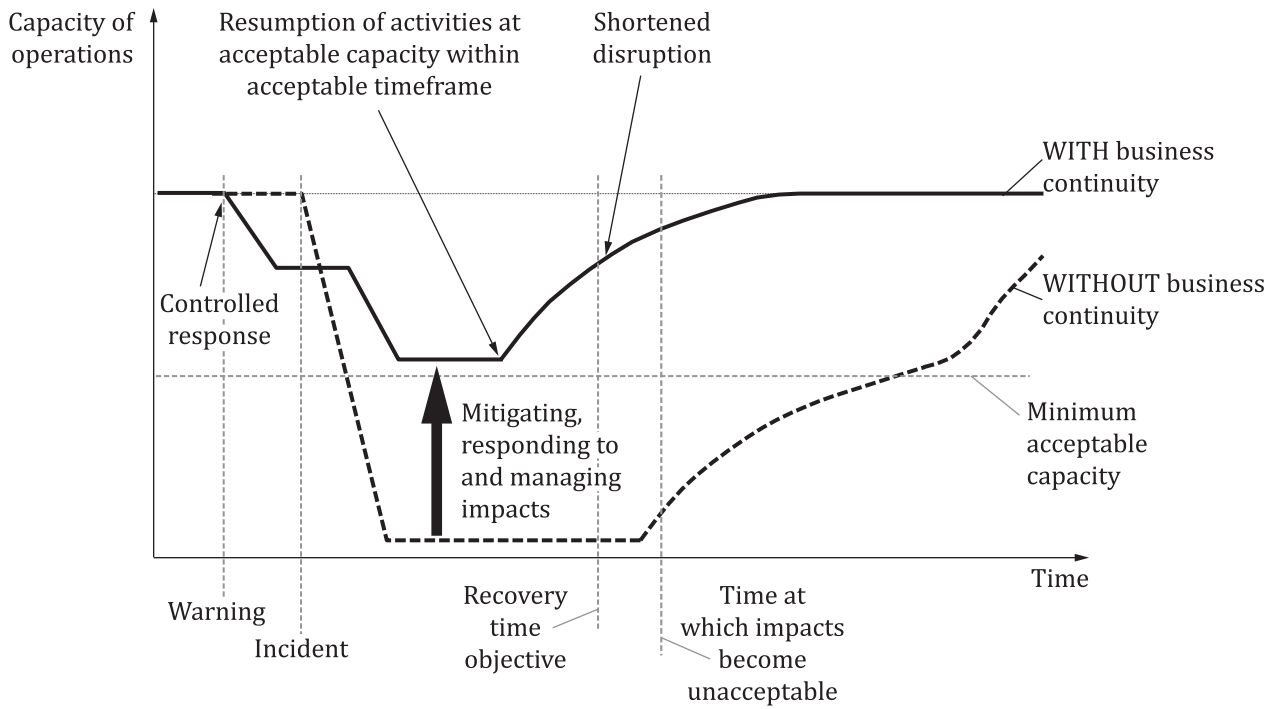 Capacity of
operations
Resumption of activities at
acceptable capacity within
acceptable timeframe
Shortened
disruption
WITH business
continuity
Controlled
response
WITHOUT business
continuity
Mitigating,
responding to
and managing
impacts
Minimum
acceptable
capacity
Time
Warning
Incident
Recovery
time
objective
Time at
which impacts
become
unacceptable